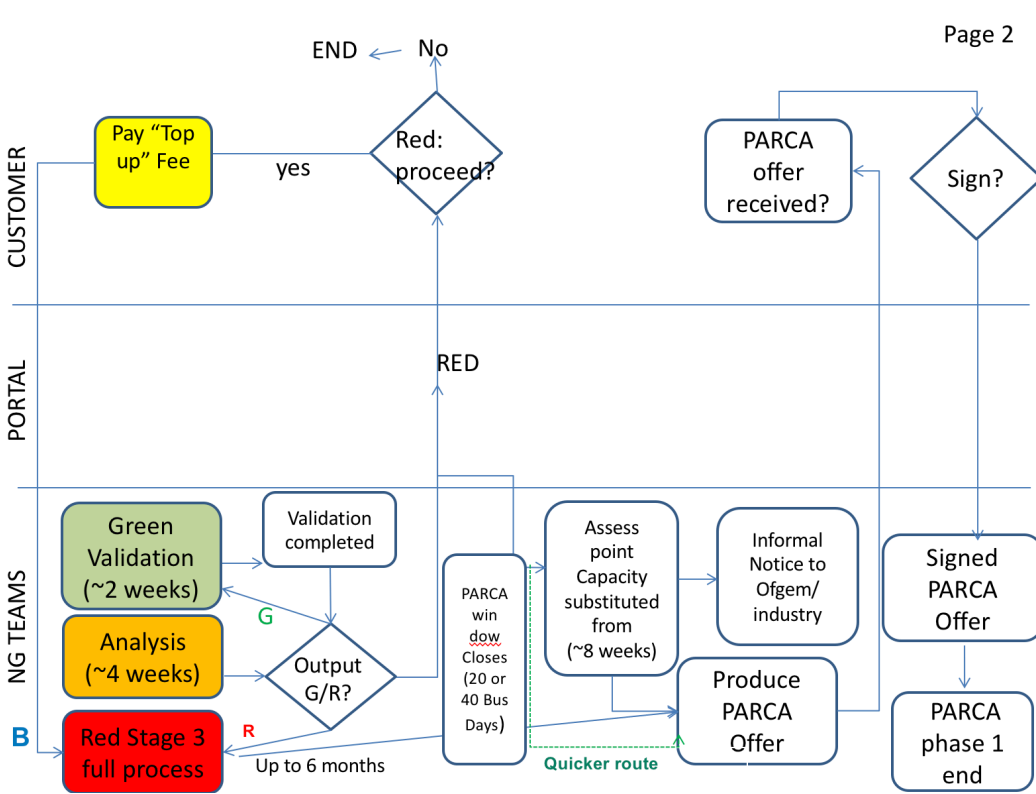 Page 2
END
No
CUSTOMER
Pay “Top
up” Fee
yes
Red:
proceed?
PARCA
offer
received?
Sign?
PORTAL
RED
NG TEAMS
Green
Validation
(~2 weeks)
Validation
completed
G
Analysis
(~4 weeks)
Output
G/R?
B
Red Stage 3
full process
R
Up to 6 months
PARCA
win
dow
Closes
(20 or
40 Bus
Days)
Assess
point
Capacity
substituted
from
(~8 weeks)
Quicker route
Informal
Notice to
Ofgem/
industry
Produce
PARCA
Offer
Signed
PARCA
Offer
PARCA
phase 1
end